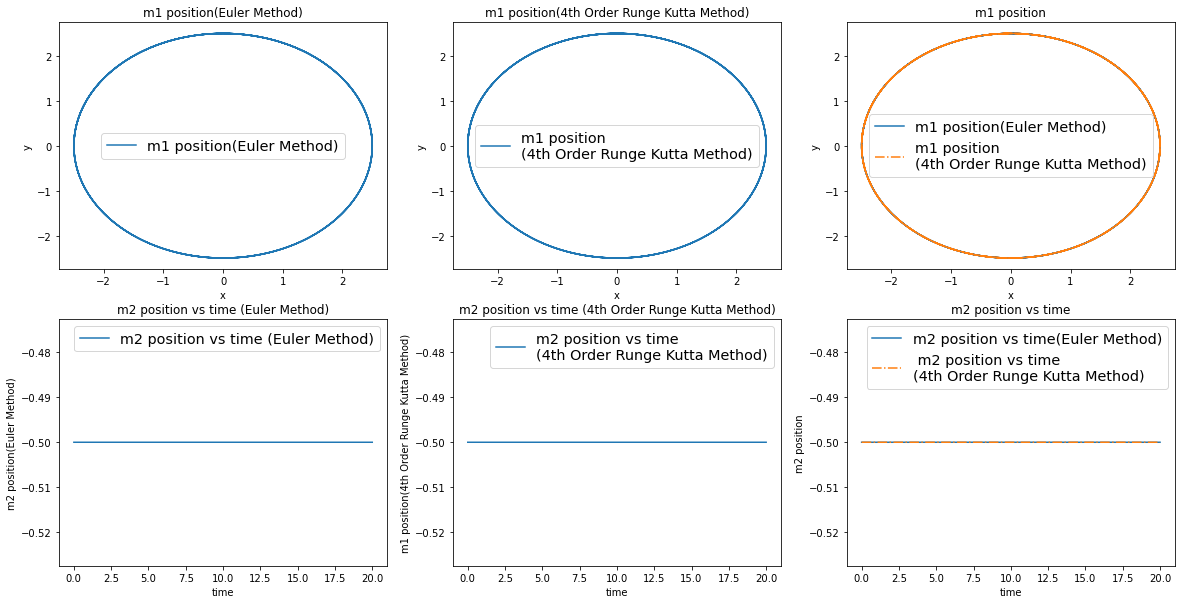 m1 position(Euler Method)
2
1
0
−1
−2
y
m1 position(Euler Method)
−2
−1
0
1
2
x
m1 position(4th Order Runge Kutta Method)
2
1
0
−1
−2
y
m1 position
(4th Order Runge Kutta Method)
−2
−1
0
1
2
x
m1 position
2
1
0
−1
−2
y
m1 position(Euler Method)
m1 position
(4th Order Runge Kutta Method)
−2
−1
0
1
2
x
m2 position vs time (Euler Method)
m2 position vs time (Euler Method)
−0.48
−0.49
−0.50
−0.51
−0.52
m2 position(Euler Method)
0.0
2.5
5.0
7.5
10.0
12.5
15.0
17.5
20.0
time
m2 position vs time (4th Order Runge Kutta Method)
m2 position vs time
(4th Order Runge Kutta Method)
−0.48
−0.49
−0.50
−0.51
−0.52
m1 position(4th Order Runge Kutta Method)
0.0
2.5
5.0
7.5
10.0
12.5
15.0
17.5
20.0
time
m2 position vs time
m2 position vs time(Euler Method)
m2 position vs time
(4th Order Runge Kutta Method)
−0.48
−0.49
−0.50
−0.51
−0.52
m2 position
0.0
2.5
5.0
7.5
10.0
12.5
15.0
17.5
20.0
time